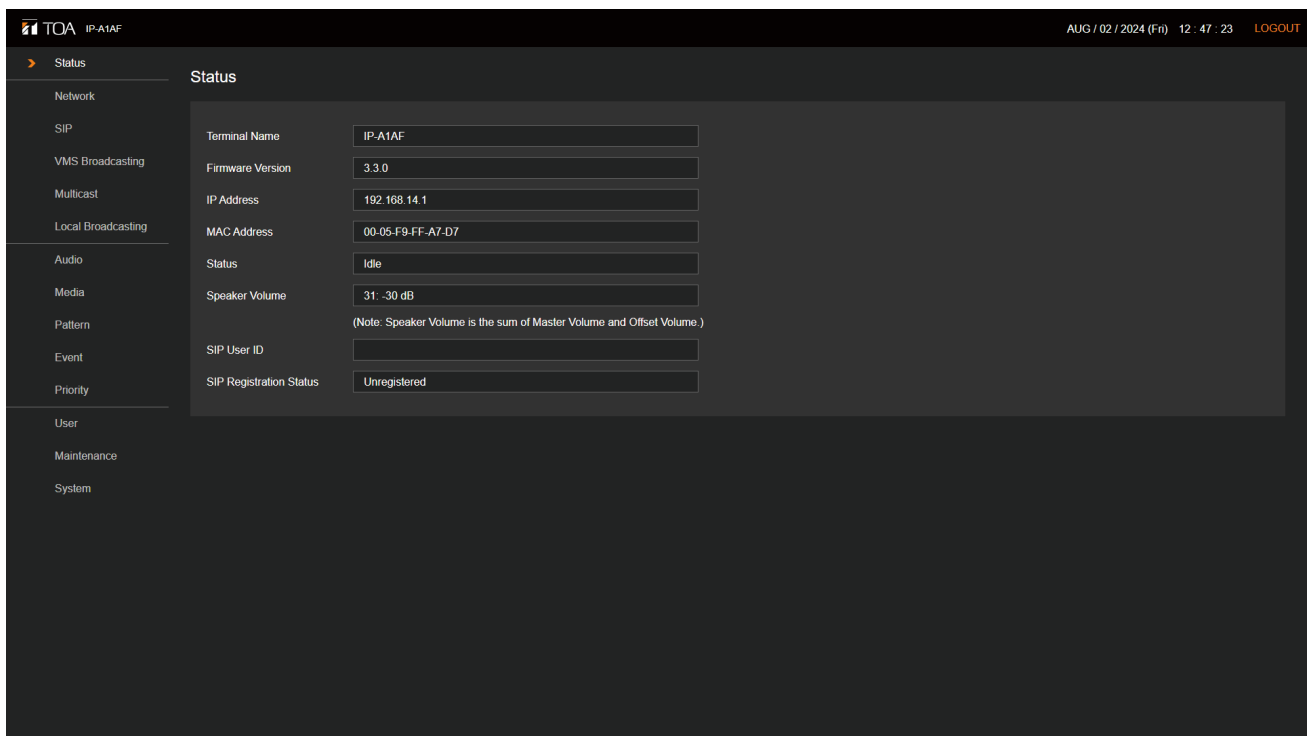 TOA IP-A1AF AUG / 02 / 2024 (Fri) 12 : 47 : 23 LOGOUT
Status
Network
SIP
VMS Broadcasting
Multicast
Local Broadcasting
Audio
Media
Pattern
Event
Priority
User
Maintenance
System
Status
Terminal Name IP-A1AF
Firmware Version 3.3.0
IP Address 192.168.14.1
MAC Address 00-05-F9-FF-A7-D7
Status Idle
Speaker Volume 31: -30 dB
(Note: Speaker Volume is the sum of Master Volume and Offset Volume.)
SIP User ID
SIP Registration Status Unregistered